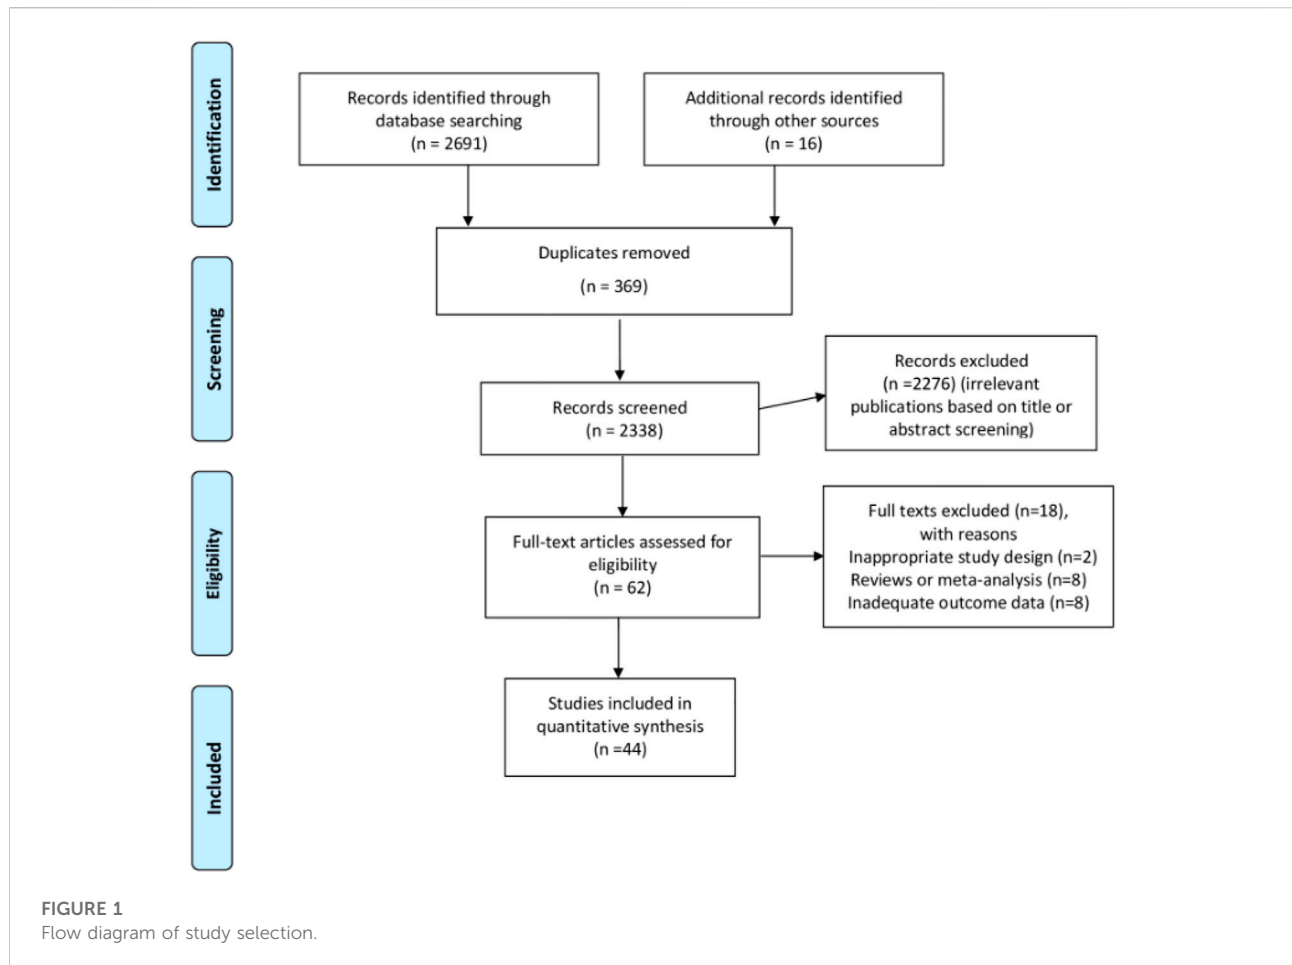 Identification
Records identified through
database searching
(n = 2691)
Additional records identified
through other sources
(n = 16)
Duplicates removed
(n = 369)
Screening
Records screened
(n = 2338)
Records excluded
(n =2276) (irrelevant
publications based on title or
abstract screening)
Eligibility
Full-text articles assessed for
eligibility
(n = 62)
Full texts excluded (n=18),
with reasons
Inappropriate study design (n=2)
Reviews or meta-analysis (n=8)
Inadequate outcome data (n=8)
Included
Studies included in
quantitative synthesis
(n =44)
FIGURE 1
Flow diagram of study selection.